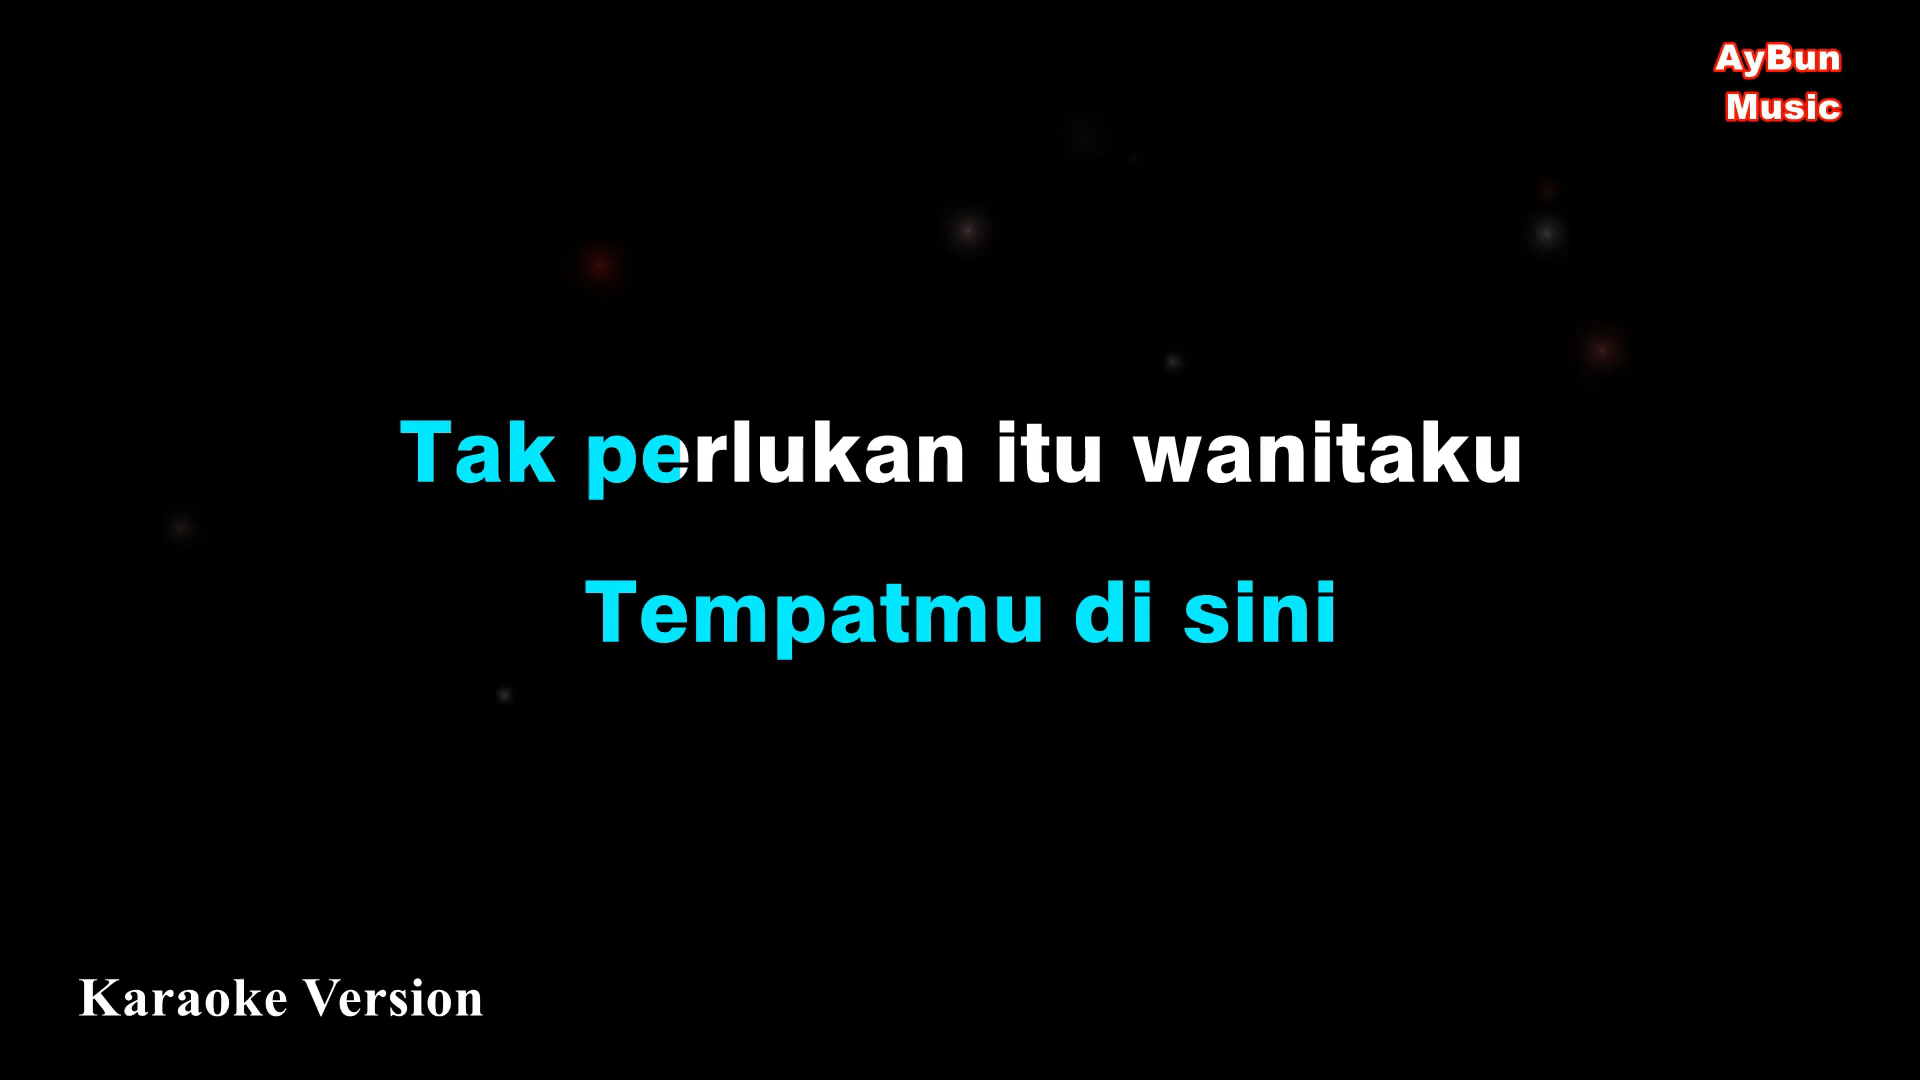 AyBun
Music
Tak perlukan itu wanitaku
Tempatmu di sini
Karaoke Version